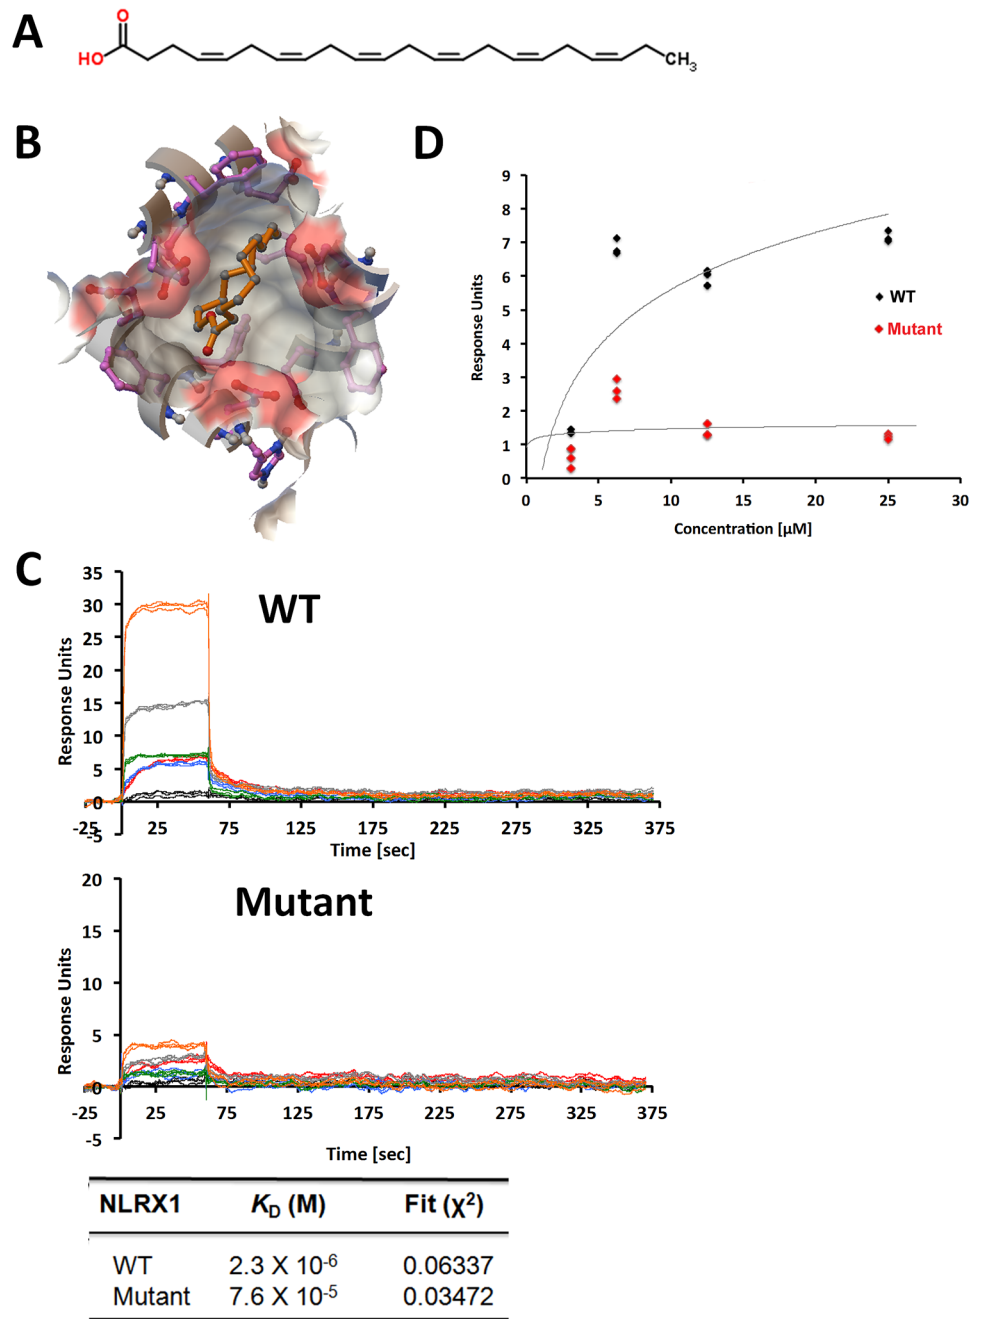 A
O
HO
CH3
B
D
9
8
7
6
5
4
3
2
1
0
0 5 10 15 20 25 30
Response Units
Concentration [µM]
WT
Mutant
C
WT
35
30
25
20
15
10
5
0
-5
-25 25 75 125 175 225 275 325 375
Response Units
Time [sec]
Mutant
20
15
10
5
0
-5
-25 25 75 125 175 225 275 325 375
Response Units
Time [sec]
NLRX1 KD (M) Fit (χ²)
WT 2.3 X 10⁻⁶ 0.06337
Mutant 7.6 X 10⁻⁵ 0.03472